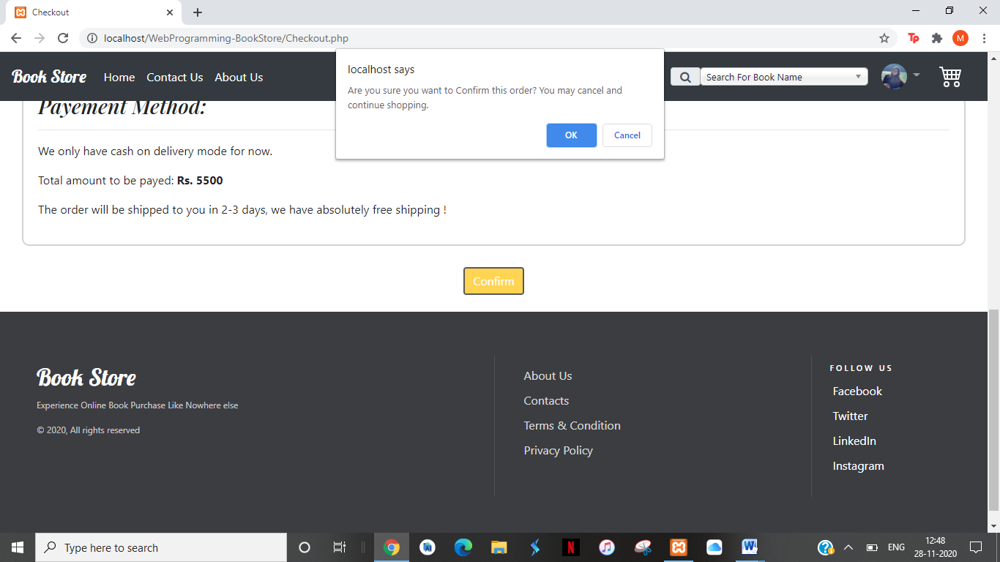 Checkout
localhost/WebProgramming-BookStore/Checkout.php
Tp
M
Book Store Home Contact Us About Us
Search For Book Name
localhost says
Are you sure you want to Confirm this order? You may cancel and
continue shopping.
OK Cancel
Payement Method:
We only have cash on delivery mode for now.
Total amount to be payed: Rs. 5500
The order will be shipped to you in 2-3 days, we have absolutely free shipping !
Confirm
Book Store
Experience Online Book Purchase Like Nowhere else
© 2020, All rights reserved
About Us
Contacts
Terms & Condition
Privacy Policy
FOLLOW US
Facebook
Twitter
LinkedIn
Instagram
Type here to search
N
W
ENG
12:48
28-11-2020